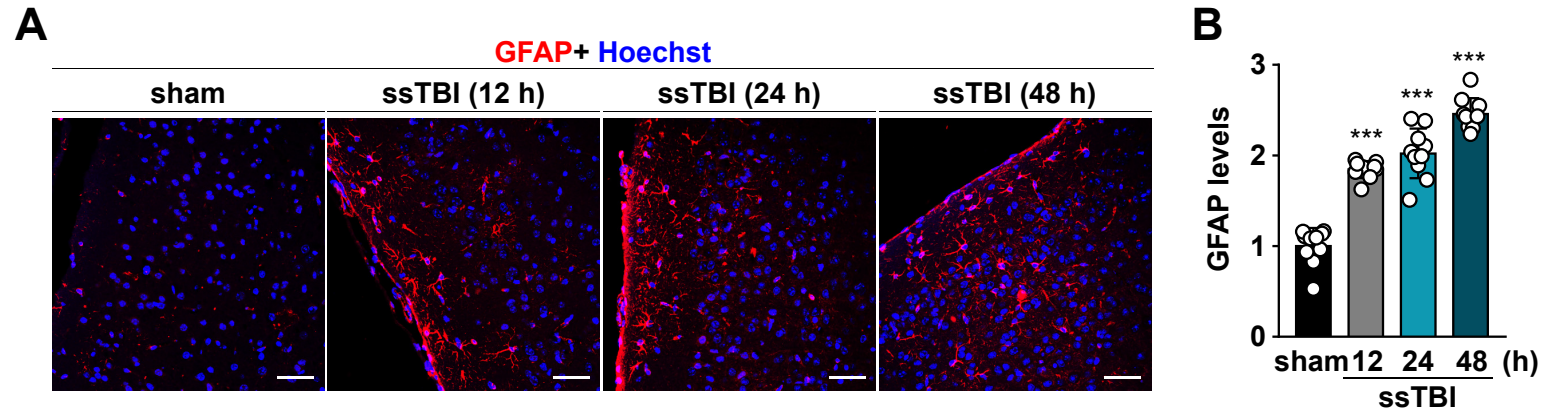 A
GFAP+ Hoechst
sham
ssTBI (12 h)
ssTBI (24 h)
ssTBI (48 h)
B
GFAP levels
3
2
1
0
***
***
***
sham 12 24 48 (h)
ssTBI